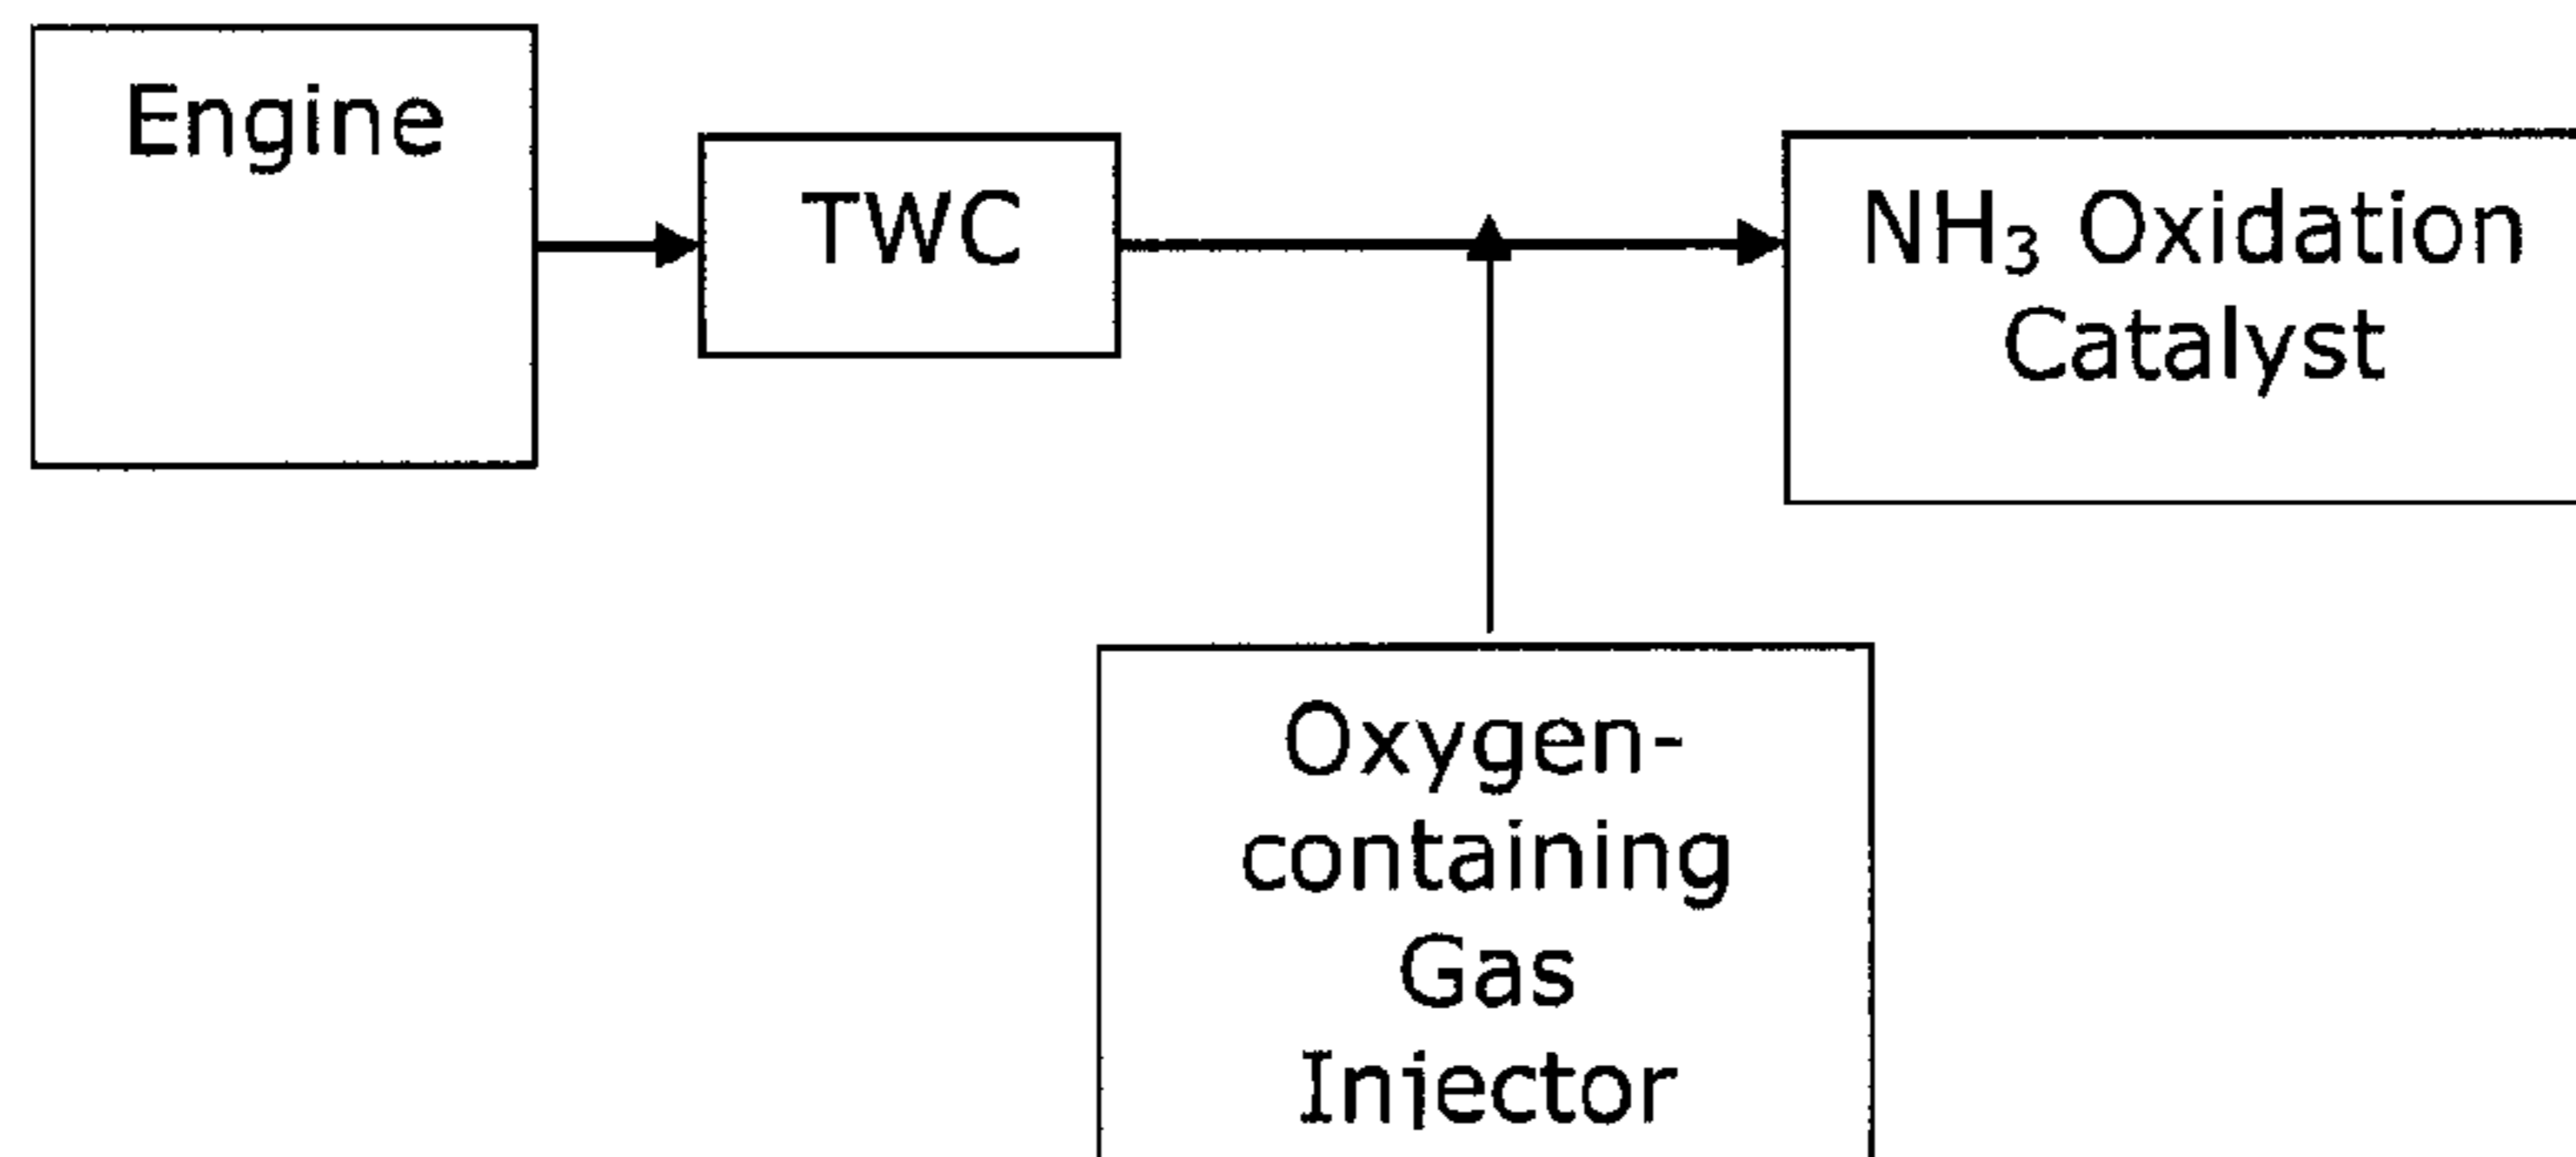 Engine
TWC
NH₃ Oxidation
Catalyst
Oxygen-
containing
Gas
Injector